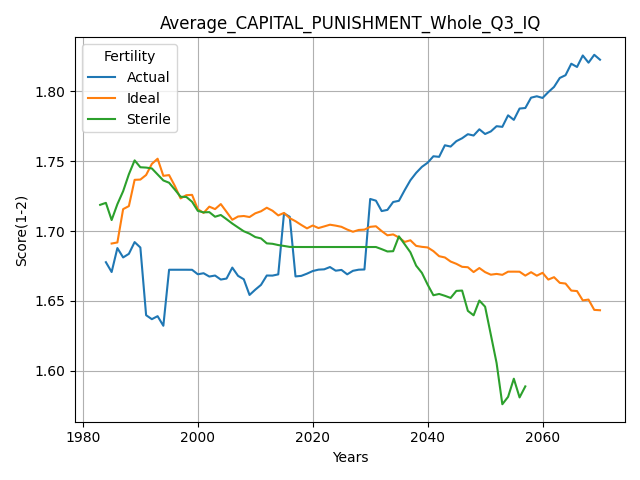 Average_CAPITAL_PUNISHMENT_Whole_Q3_IQ
Fertility
Actual
Ideal
Sterile
Score(1-2)
1.80
1.75
1.70
1.65
1.60
1980
2000
2020
2040
2060
Years